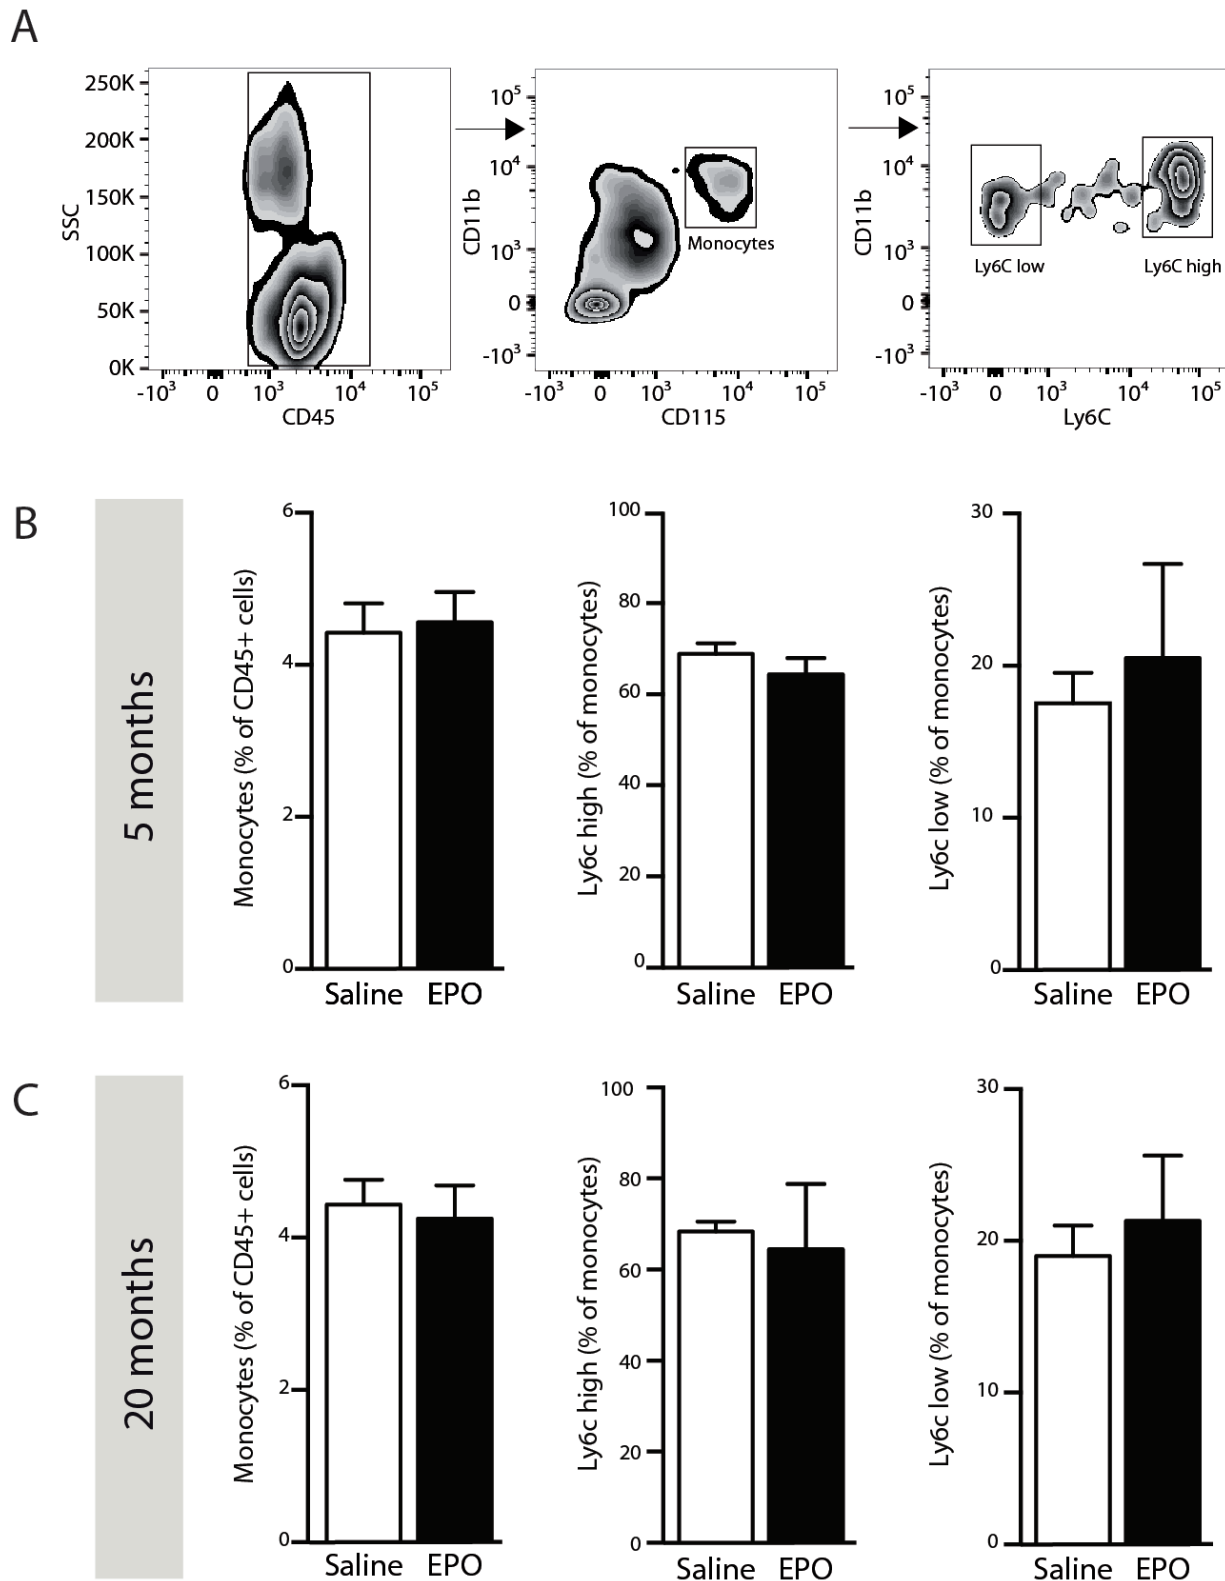 A
250K
200K
150K
100K
50K
0K
SSC
-10³ 0 10³ 10⁴ 10⁵
CD45
10⁵
10⁴
10³
0
-10³
CD11b
Monocytes
-10³ 0 10³ 10⁴ 10⁵
CD115
10⁵
10⁴
10³
0
-10³
CD11b
Ly6C low
Ly6C high
-10³ 0 10³ 10⁴ 10⁵
Ly6C
B
5 months
Monocytes (% of CD45+ cells)
6
4
2
0
Saline EPO
Ly6c high (% of monocytes)
100
80
60
40
20
0
Saline EPO
Ly6c low (% of monocytes)
30
20
10
0
Saline EPO
C
20 months
Monocytes (% of CD45+ cells)
6
4
2
0
Saline EPO
Ly6c high (% of monocytes)
100
80
60
40
20
0
Saline EPO
Ly6c low (% of monocytes)
30
20
10
0
Saline EPO